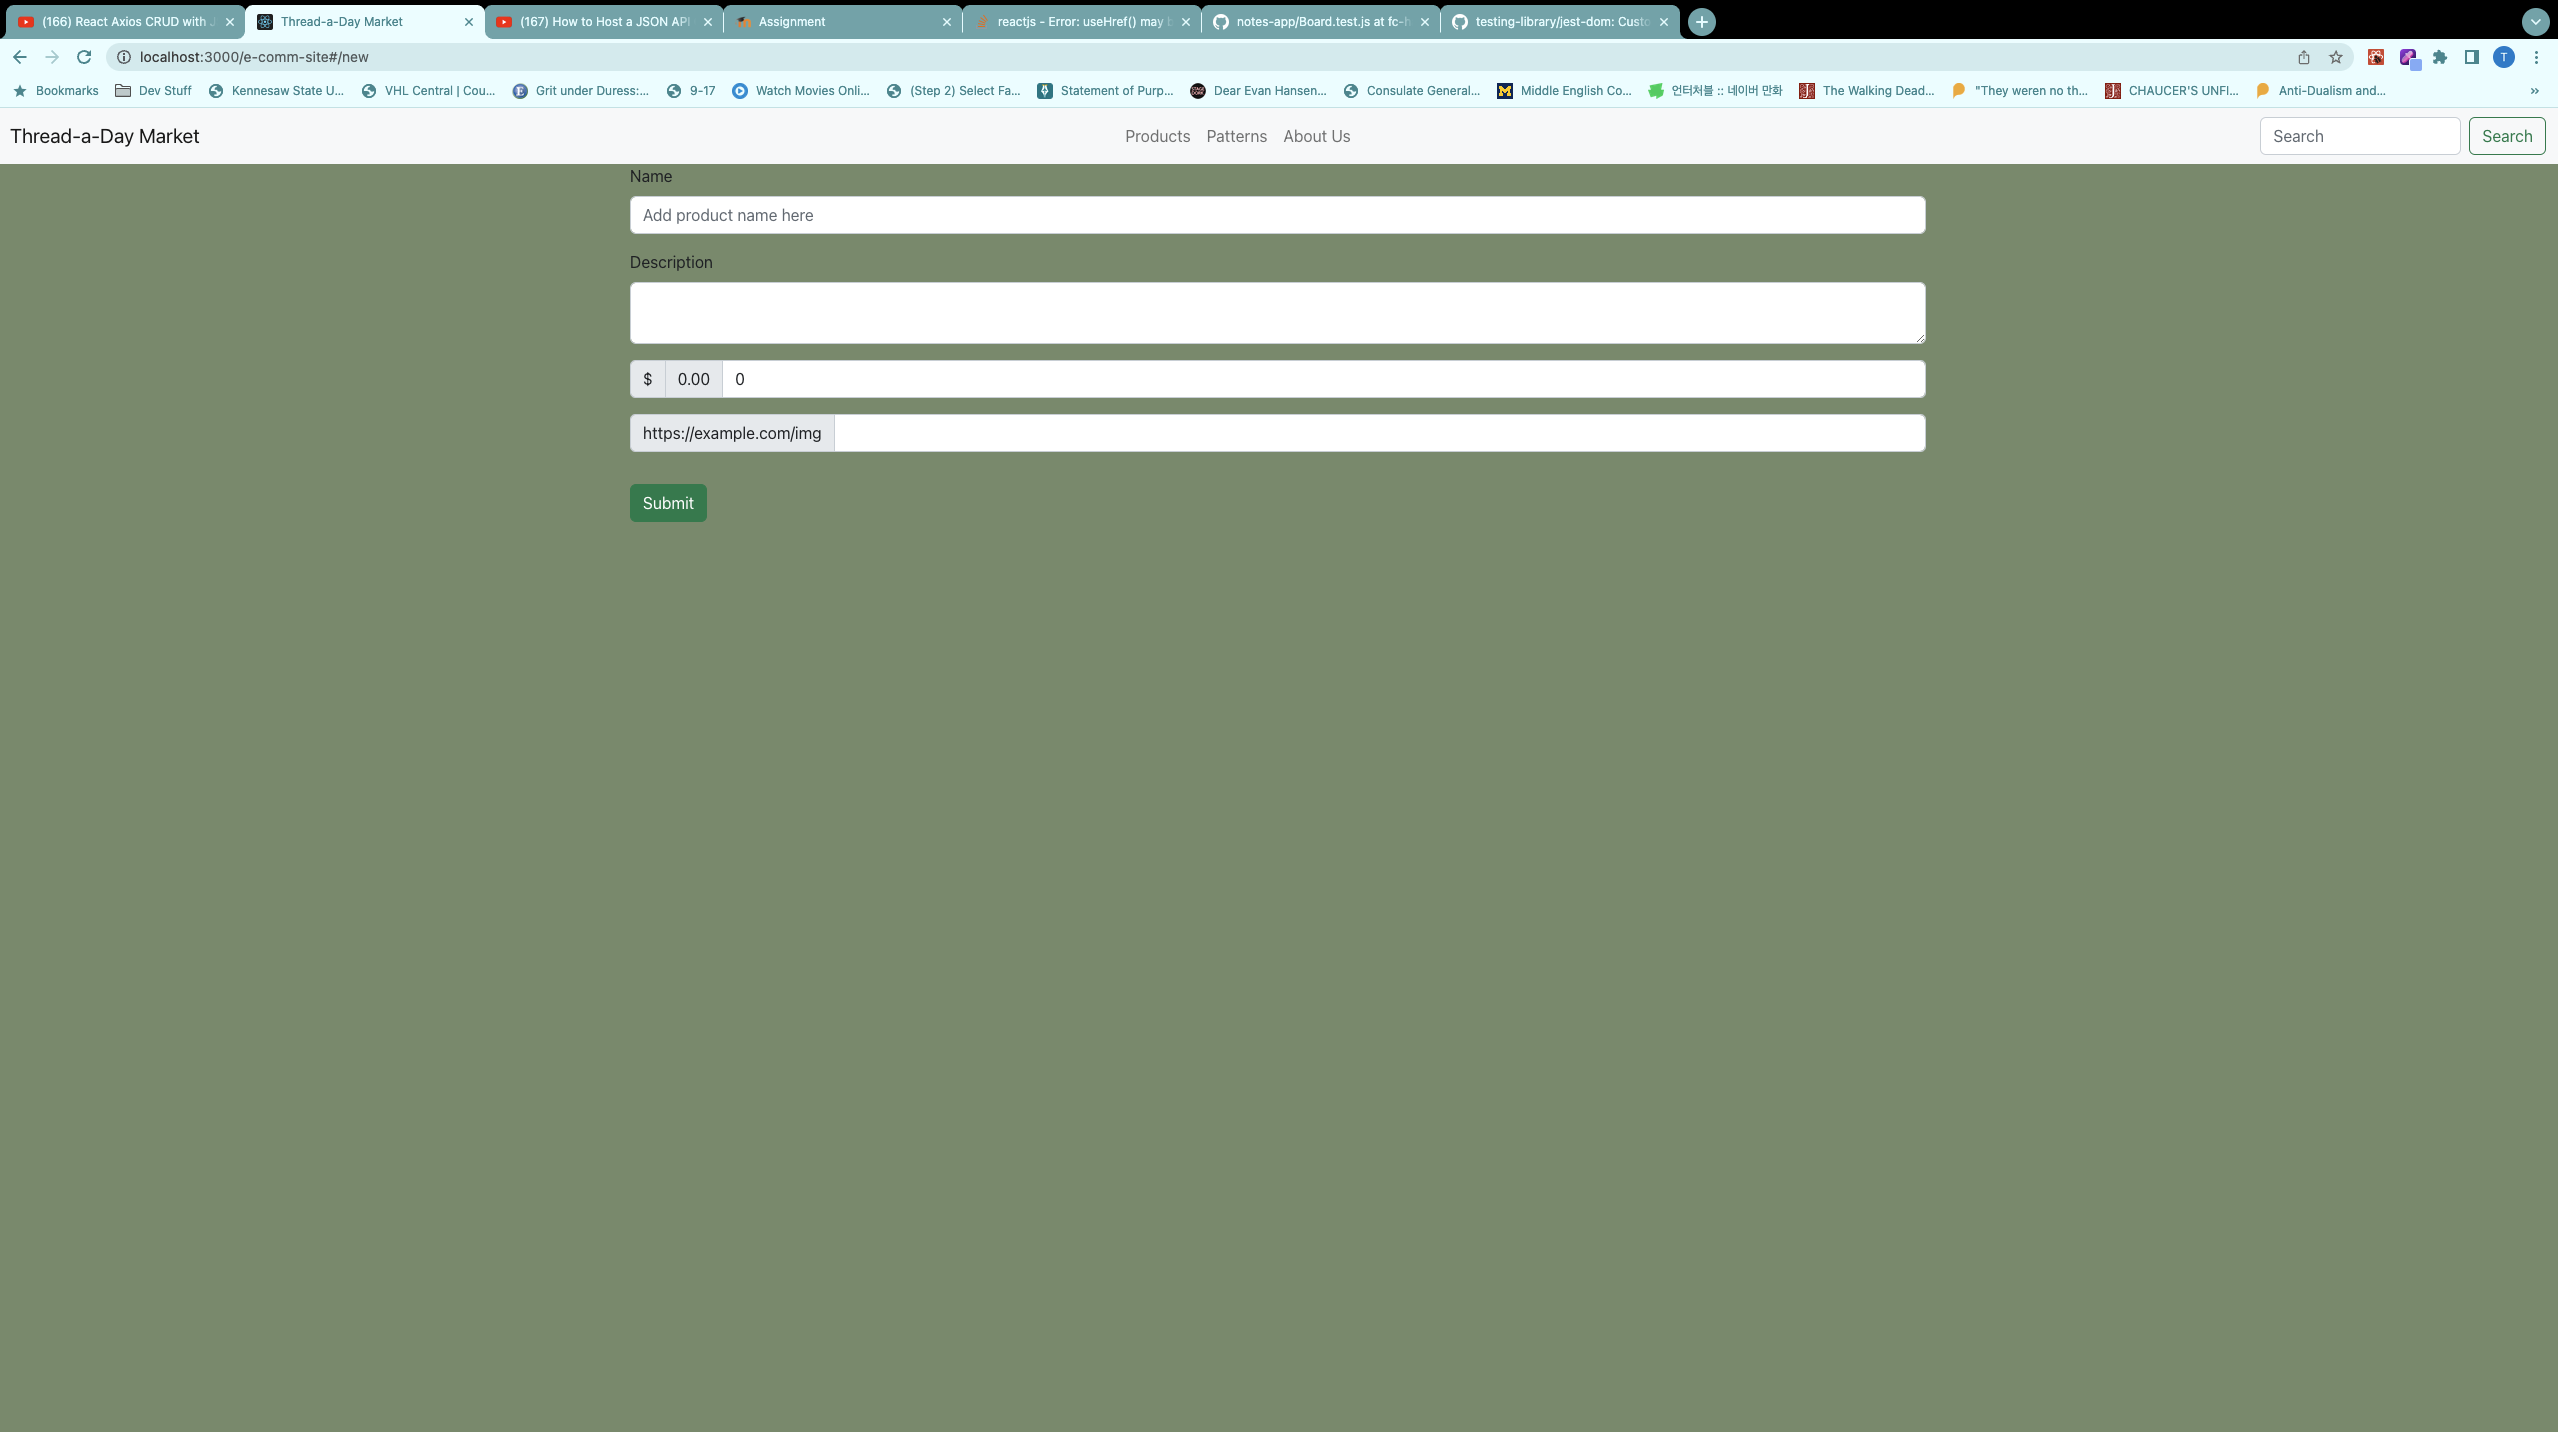 (166) React Axios CRUD with
Thread-a-Day Market
(167) How to Host a JSON API
Assignment
reactjs - Error: useHref() may
notes-app/Board.test.js at fc-h
testing-library/jest-dom: Custo
localhost:3000/e-comm-site#/new
T
Bookmarks
Dev Stuff
Kennesaw State U...
VHL Central | Cou...
Grit under Duress:...
9-17
Watch Movies Onli...
(Step 2) Select Fa...
Statement of Purp...
Dear Evan Hansen...
Consulate General...
Middle English Co...
언터처블 :: 네이버 만화
The Walking Dead...
"They weren no th...
CHAUCER'S UNFI...
Anti-Dualism and...
»
Thread-a-Day Market
Products
Patterns
About Us
Search
Search
Name
Add product name here
Description
$
0.00
0
https://example.com/img
Submit